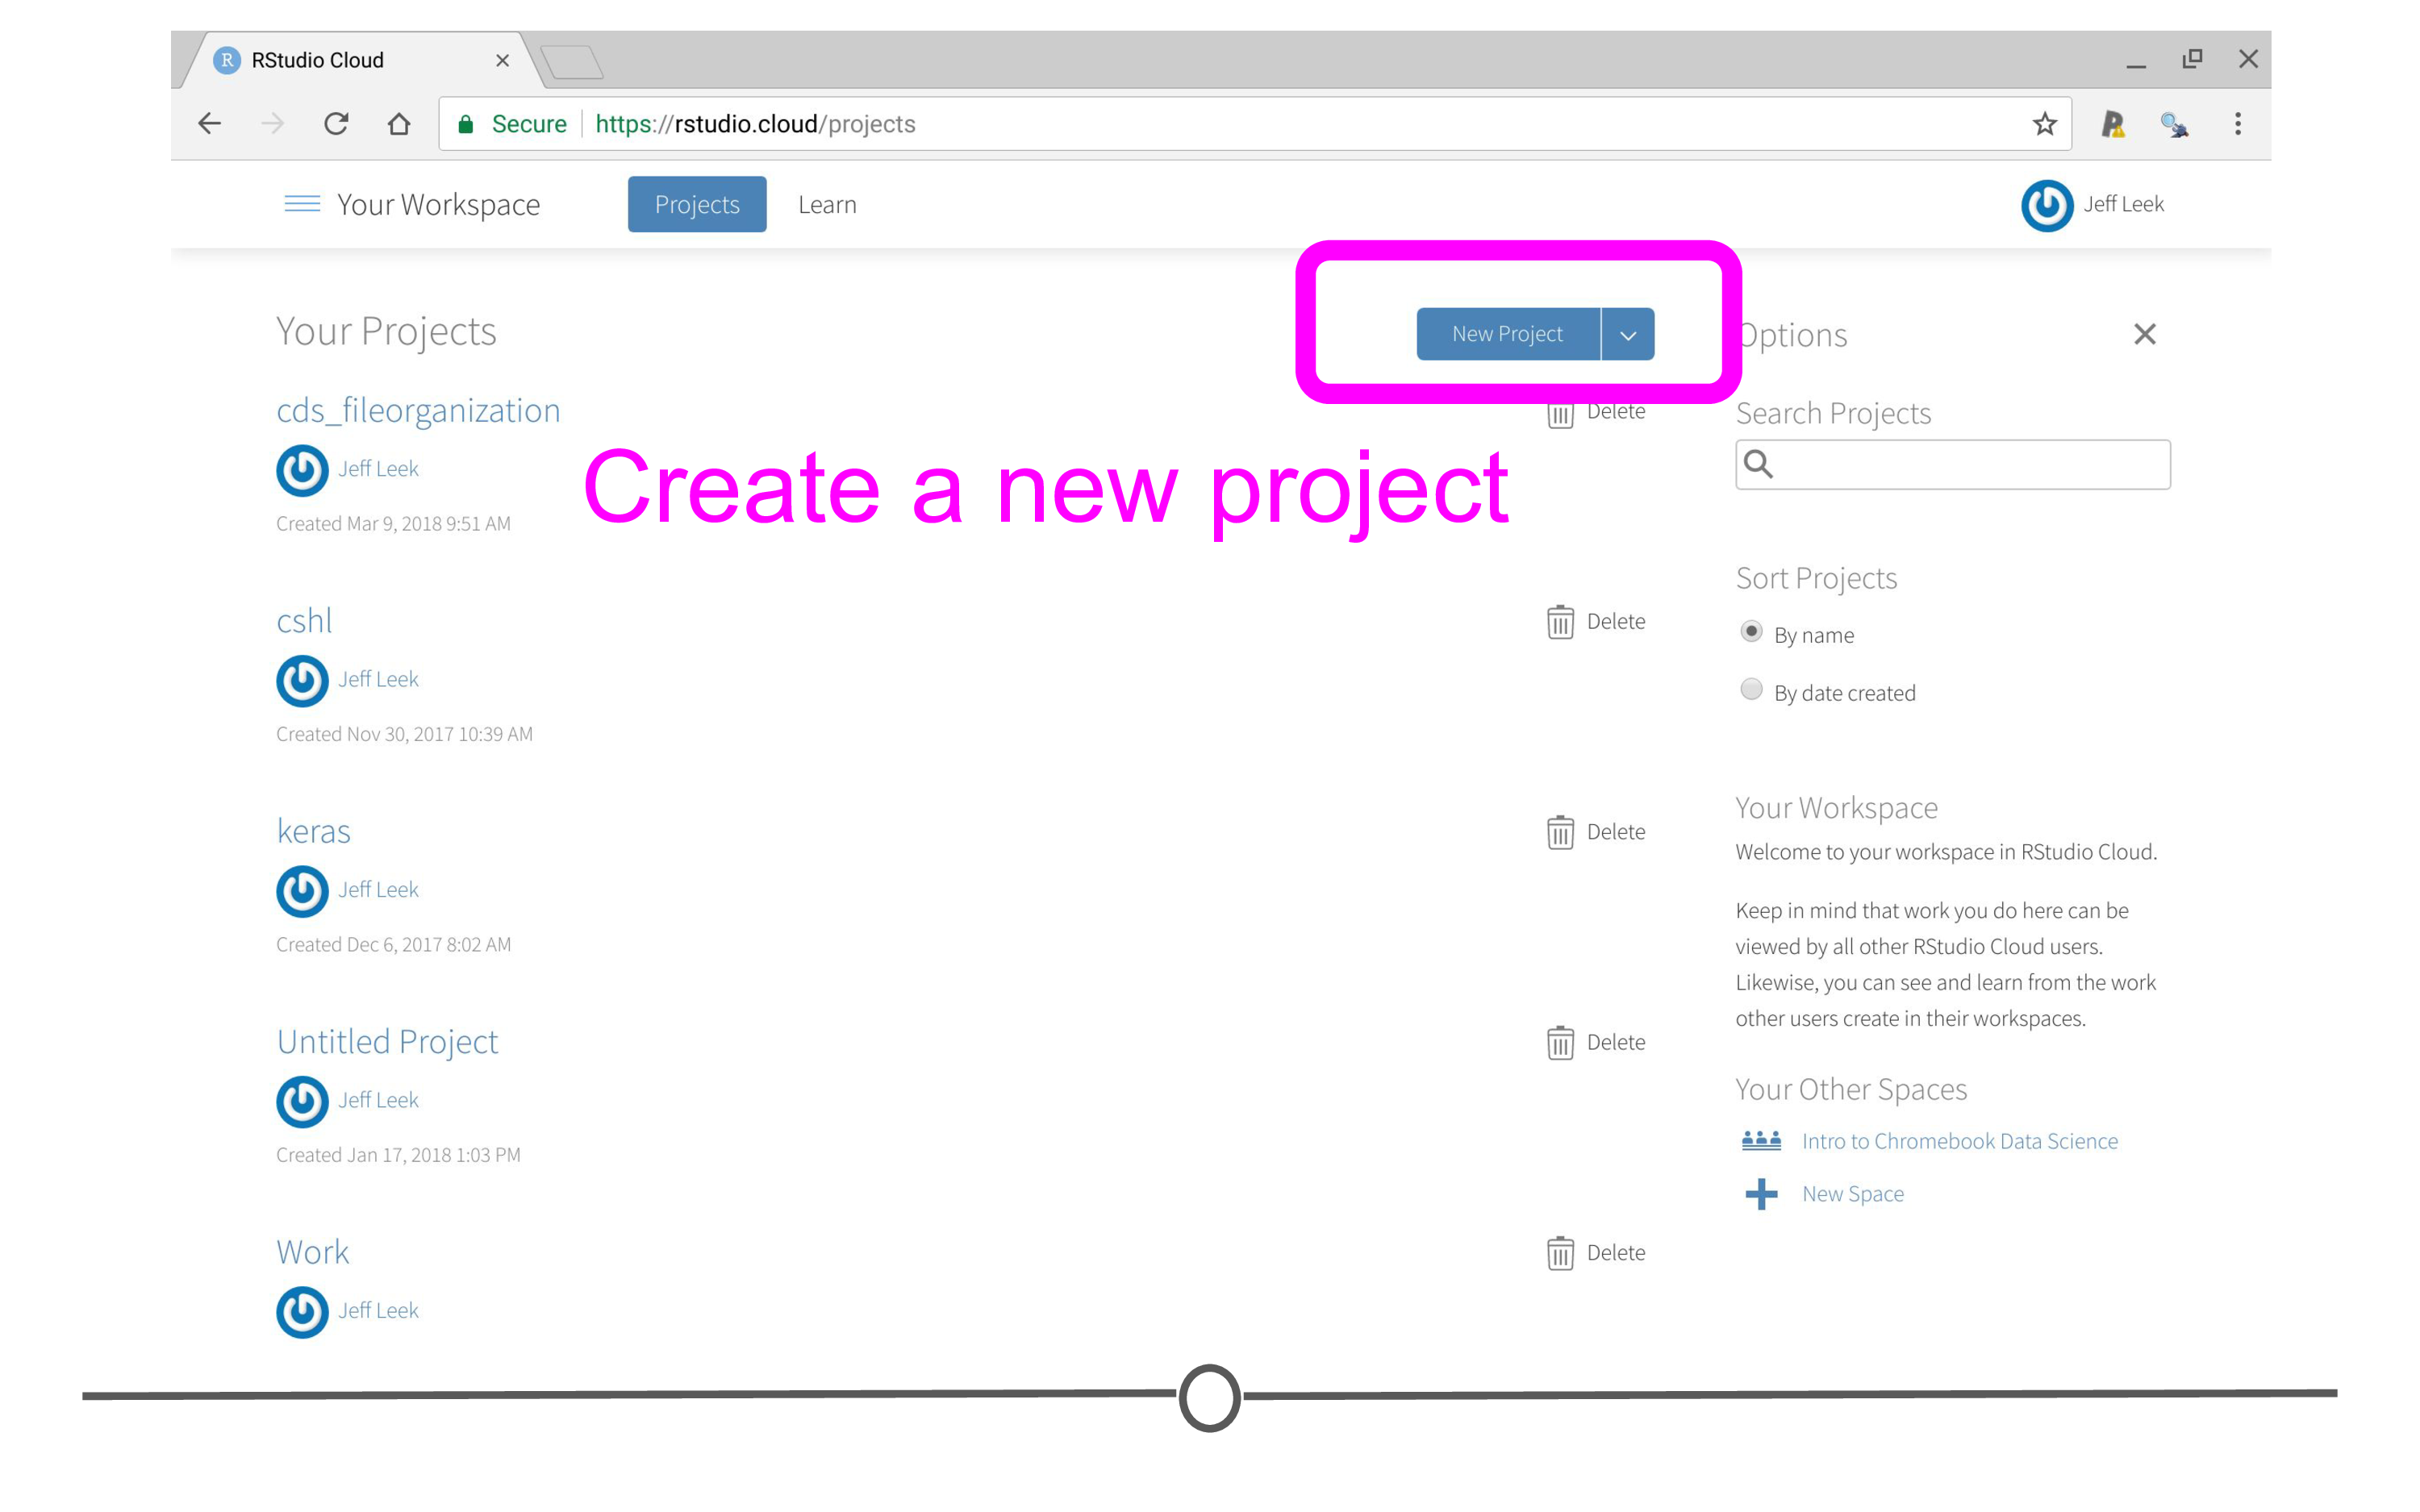 RStudio Cloud
Secure https://rstudio.cloud/projects
Your Workspace Projects Learn Jeff Leek
Your Projects
New Project
cds_fileorganization
Delete
Jeff Leek
Created Mar 9, 2018 9:51 AM
Create a new project
cshl
Delete
Jeff Leek
Created Nov 30, 2017 10:39 AM
keras
Delete
Jeff Leek
Created Dec 6, 2017 8:02 AM
Untitled Project
Delete
Jeff Leek
Created Jan 17, 2018 1:03 PM
Work
Delete
Jeff Leek
Options
Search Projects
Sort Projects
By name
By date created
Your Workspace
Welcome to your workspace in RStudio Cloud.
Keep in mind that work you do here can be
viewed by all other RStudio Cloud users.
Likewise, you can see and learn from the work
other users create in their workspaces.
Your Other Spaces
Intro to Chromebook Data Science
New Space